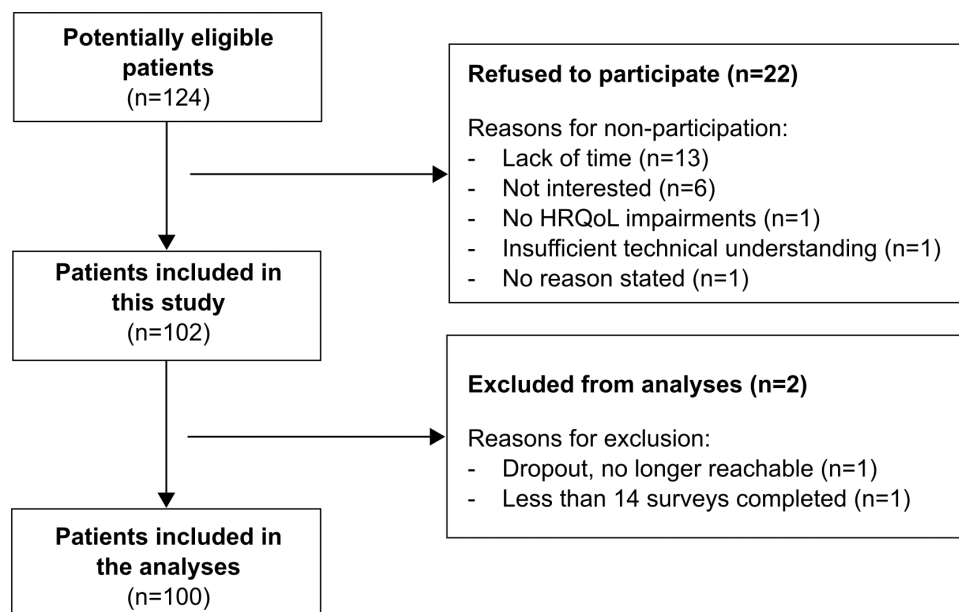 Potentially eligible
patients
(n=124)
Refused to participate (n=22)
Reasons for non-participation:
- Lack of time (n=13)
- Not interested (n=6)
- No HRQoL impairments (n=1)
- Insufficient technical understanding (n=1)
- No reason stated (n=1)
Patients included in
this study
(n=102)
Excluded from analyses (n=2)
Reasons for exclusion:
- Dropout, no longer reachable (n=1)
- Less than 14 surveys completed (n=1)
Patients included in
the analyses
(n=100)